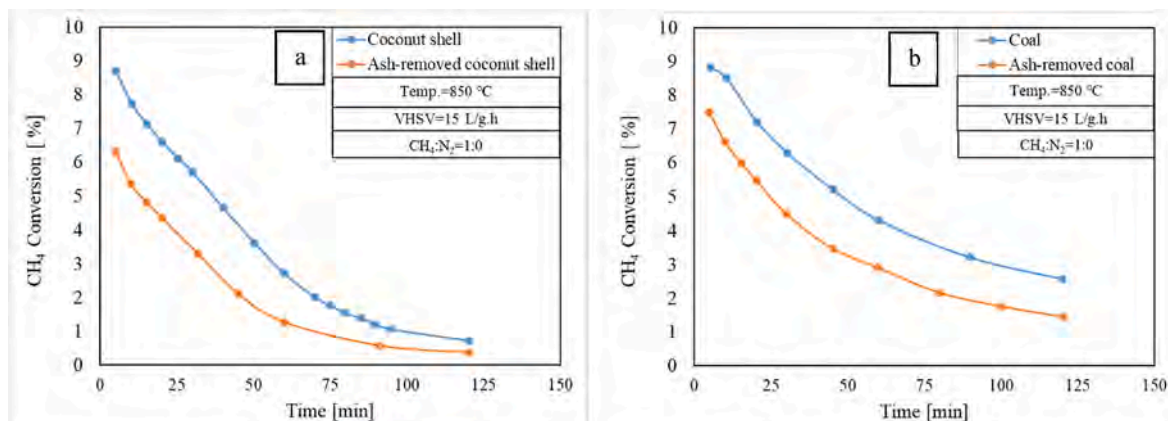 a
Coconut shell
Ash-removed coconut shell
Temp.=850 °C
VHSV=15 L/g.h
CH₄:N₂=1:0
CH₄ Conversion [ %]
10
9
8
7
6
5
4
3
2
1
0
0 25 50 75 100 125 150
Time [min]
b
Coal
Ash-removed coal
Temp.=850 °C
VHSV=15 L/g.h
CH₄:N₂=1:0
CH₄ Conversion [ %]
10
9
8
7
6
5
4
3
2
1
0
0 25 50 75 100 125 150
Time [min]